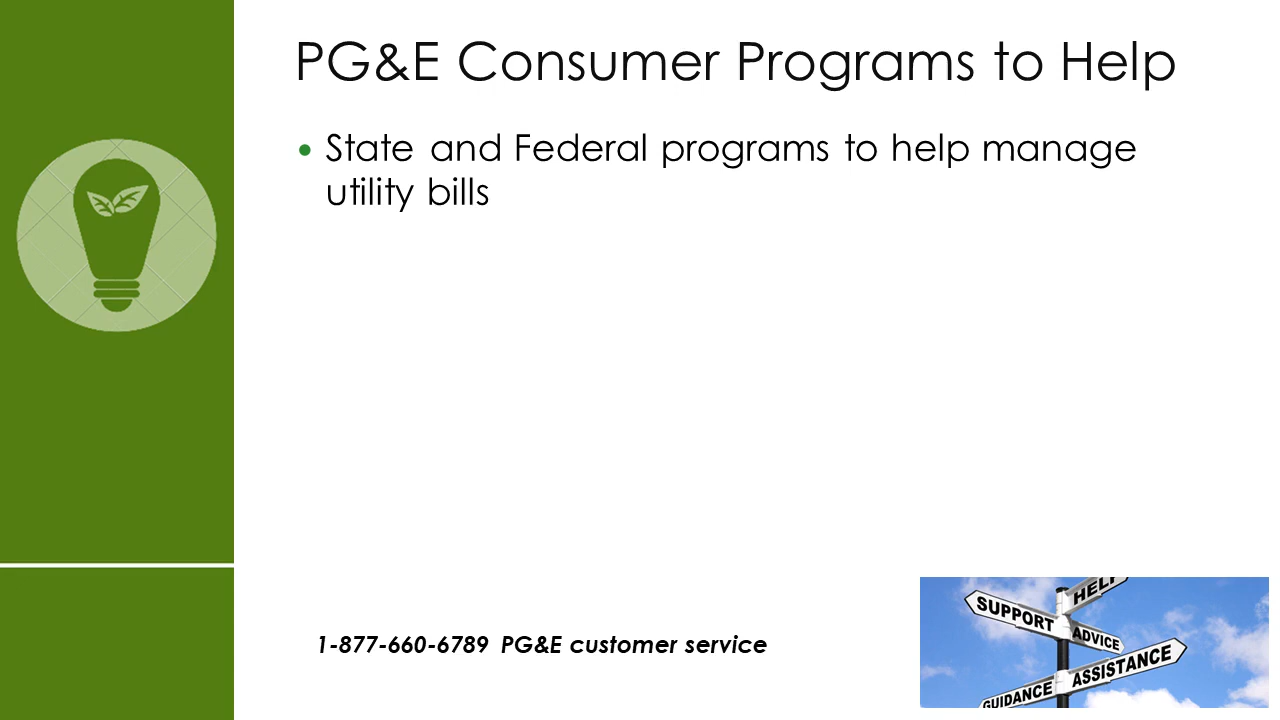 PG&E Consumer Programs to Help
• State and Federal programs to help manage
utility bills
1-877-660-6789 PG&E customer service
HELP
SUPPORT
ADVICE
ASSISTANCE
GUIDANCE